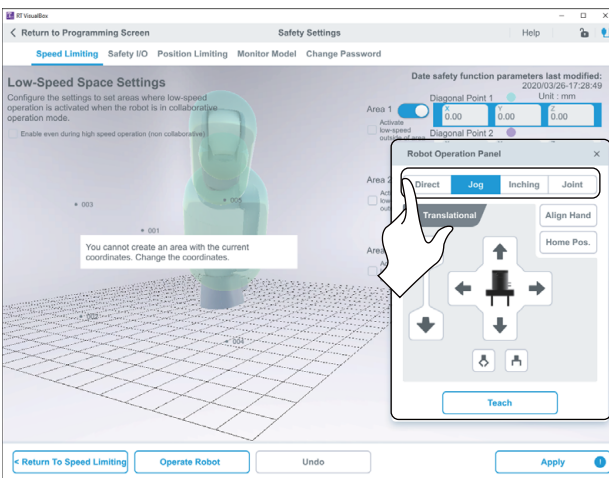 RT VisualBox
Return to Programming Screen
Safety Settings
Help
Speed Limiting
Safety I/O
Position Limiting
Monitor Model
Change Password
Low-Speed Space Settings
Configure the settings to set areas where low-speed
operation is activated when the robot is in collaborative
operation mode.
Enable even during high speed operation (non collaborative)
Date safety function parameters last modified:
2020/03/26-17:28:49
Diagonal Point 1
Unit : mm
Area 1
X
0.00
Y
0.00
Z
0.00
Activate
low-speed
outside of area
Diagonal Point 2
Robot Operation Panel
×
Area 2
Direct
Jog
Inching
Joint
Translational
Align Hand
Home Pos.
Area
003
005
001
You cannot create an area with the current
coordinates. Change the coordinates.
002
004
Teach
< Return To Speed Limiting
Operate Robot
Undo
Apply